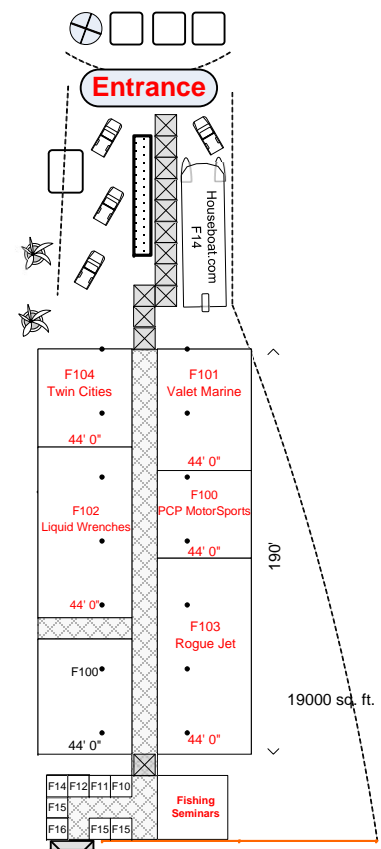 Entrance
Houseboat.com
F14
F104
Twin Cities
44' 0"
F101
Valet Marine
44' 0"
F100
PCP MotorSports
44' 0"
F102
Liquid Wrenches
44' 0"
F103
Rogue Jet
44' 0"
190'
F100
44' 0"
19000 sq. ft.
F14 F12 F11 F10
F15
F16 F15 F15
Fishing
Seminars